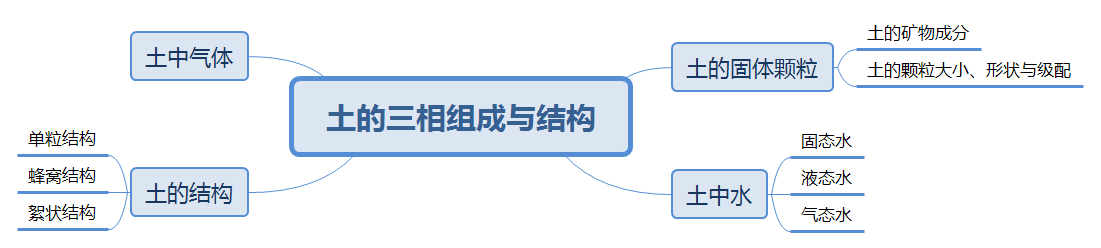 土的三相组成与结构
土的固体颗粒
土的矿物成分
土的颗粒大小、形状与级配
土中水
固态水
液态水
气态水
土中气体
土的结构
单粒结构
蜂窝结构
絮状结构